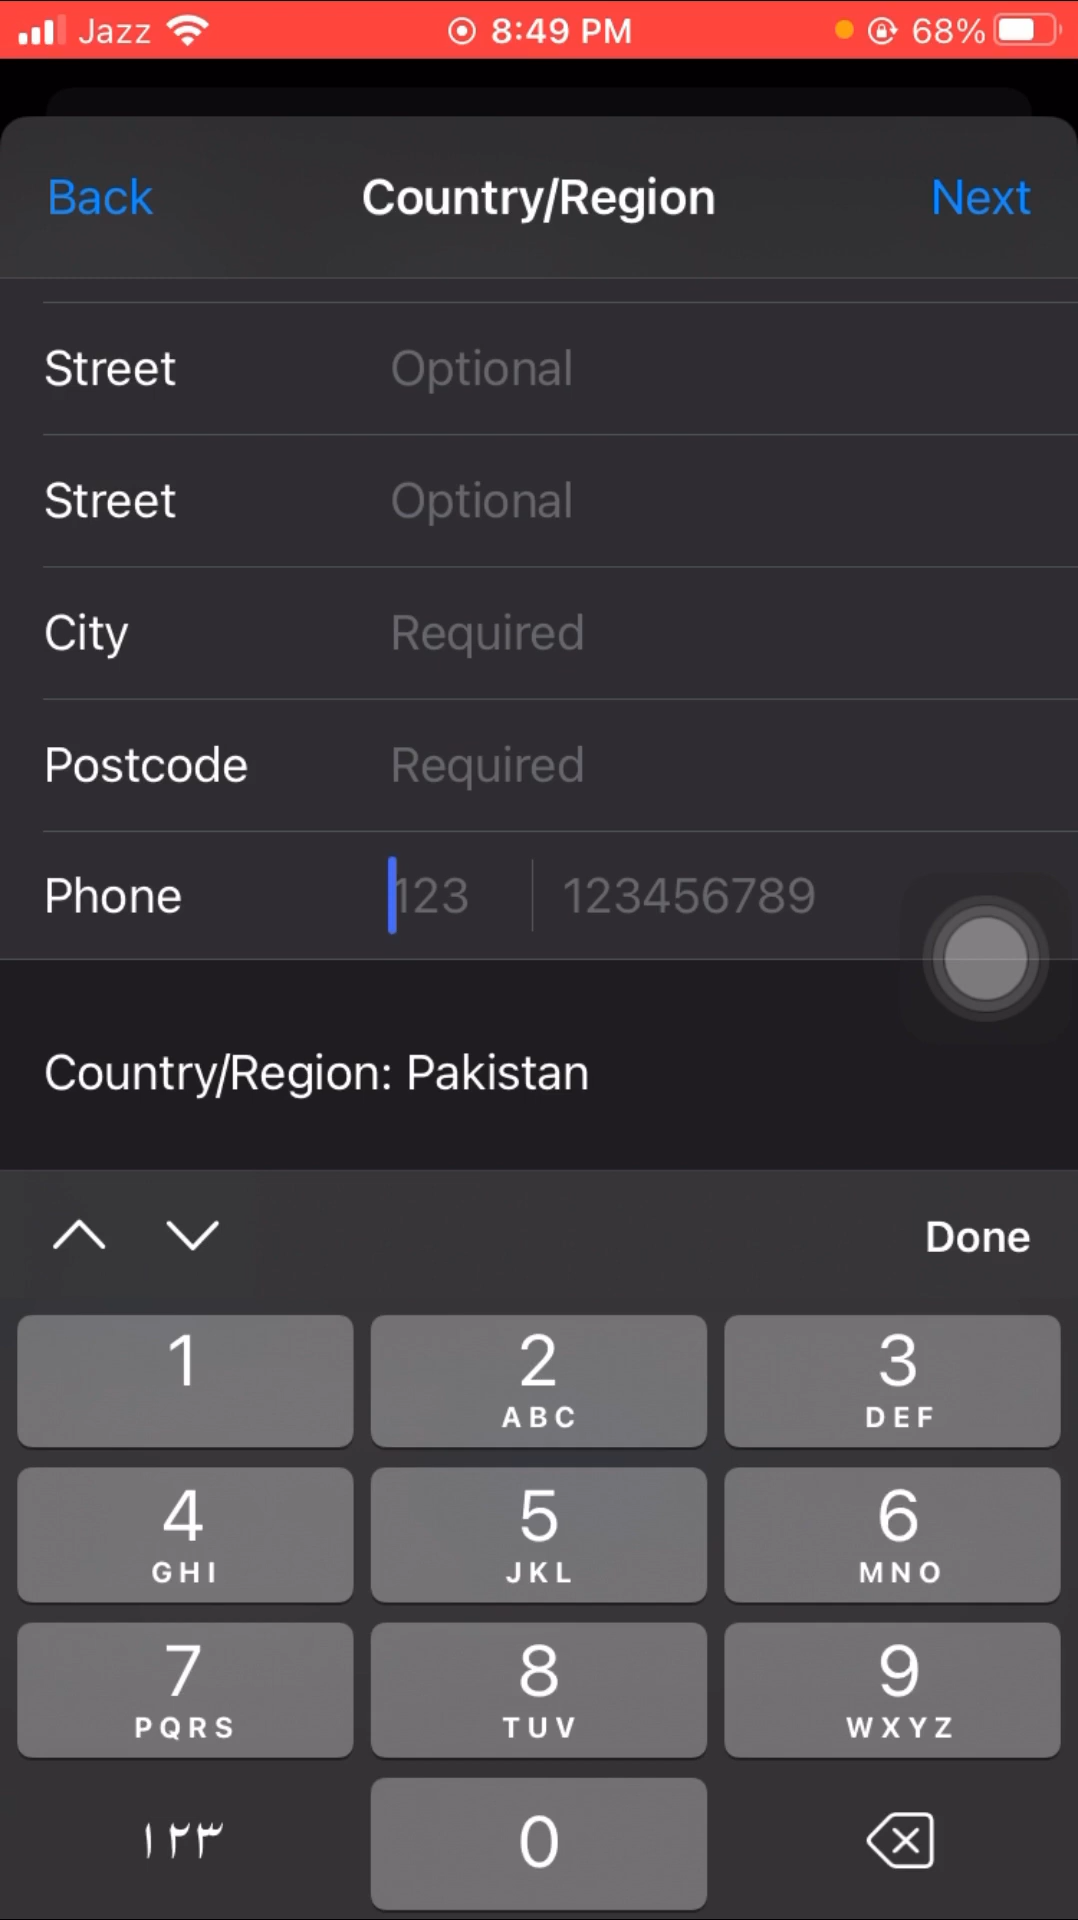 Jazz 8:49 PM 68%
Back Country/Region Next
Street Optional
Street Optional
City Required
Postcode Required
Phone 123 123456789
Country/Region: Pakistan
Done
1 2 3
ABC DEF
4 5 6
GHI JKL MNO
7 8 9
PQRS TUV WXYZ
۱۲۳ 0